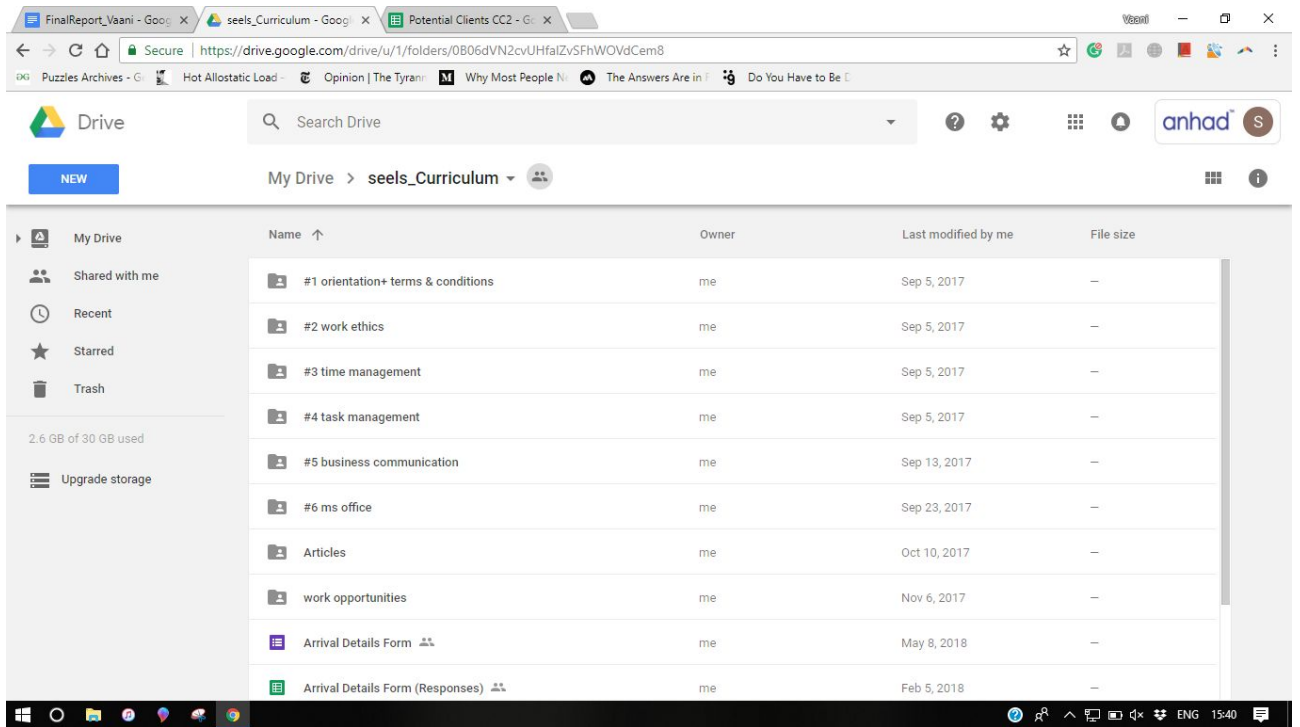 FinalReport_Vaani - Goog
seels_Curriculum - Googl
Potential Clients CC2 - Go
Vaani
Secure | https://drive.google.com/drive/u/1/folders/0B06dVN2cvUHfalZvSFhWOVdCem8
Puzzles Archives - G
Hot Allostatic Load -
Opinion | The Tyrann
Why Most People N
The Answers Are in F
Do You Have to Be D
Drive
Search Drive
anhad
S
NEW
My Drive > seels_Curriculum
My Drive
Shared with me
Recent
Starred
Trash
2.6 GB of 30 GB used
Upgrade storage
Name Owner Last modified by me File size
#1 orientation+ terms & conditions me Sep 5, 2017 —
#2 work ethics me Sep 5, 2017 —
#3 time management me Sep 5, 2017 —
#4 task management me Sep 5, 2017 —
#5 business communication me Sep 13, 2017 —
#6 ms office me Sep 23, 2017 —
Articles me Oct 10, 2017 —
work opportunities me Nov 6, 2017 —
Arrival Details Form me May 8, 2018 —
Arrival Details Form (Responses) me Feb 5, 2018 —
ENG 15:40